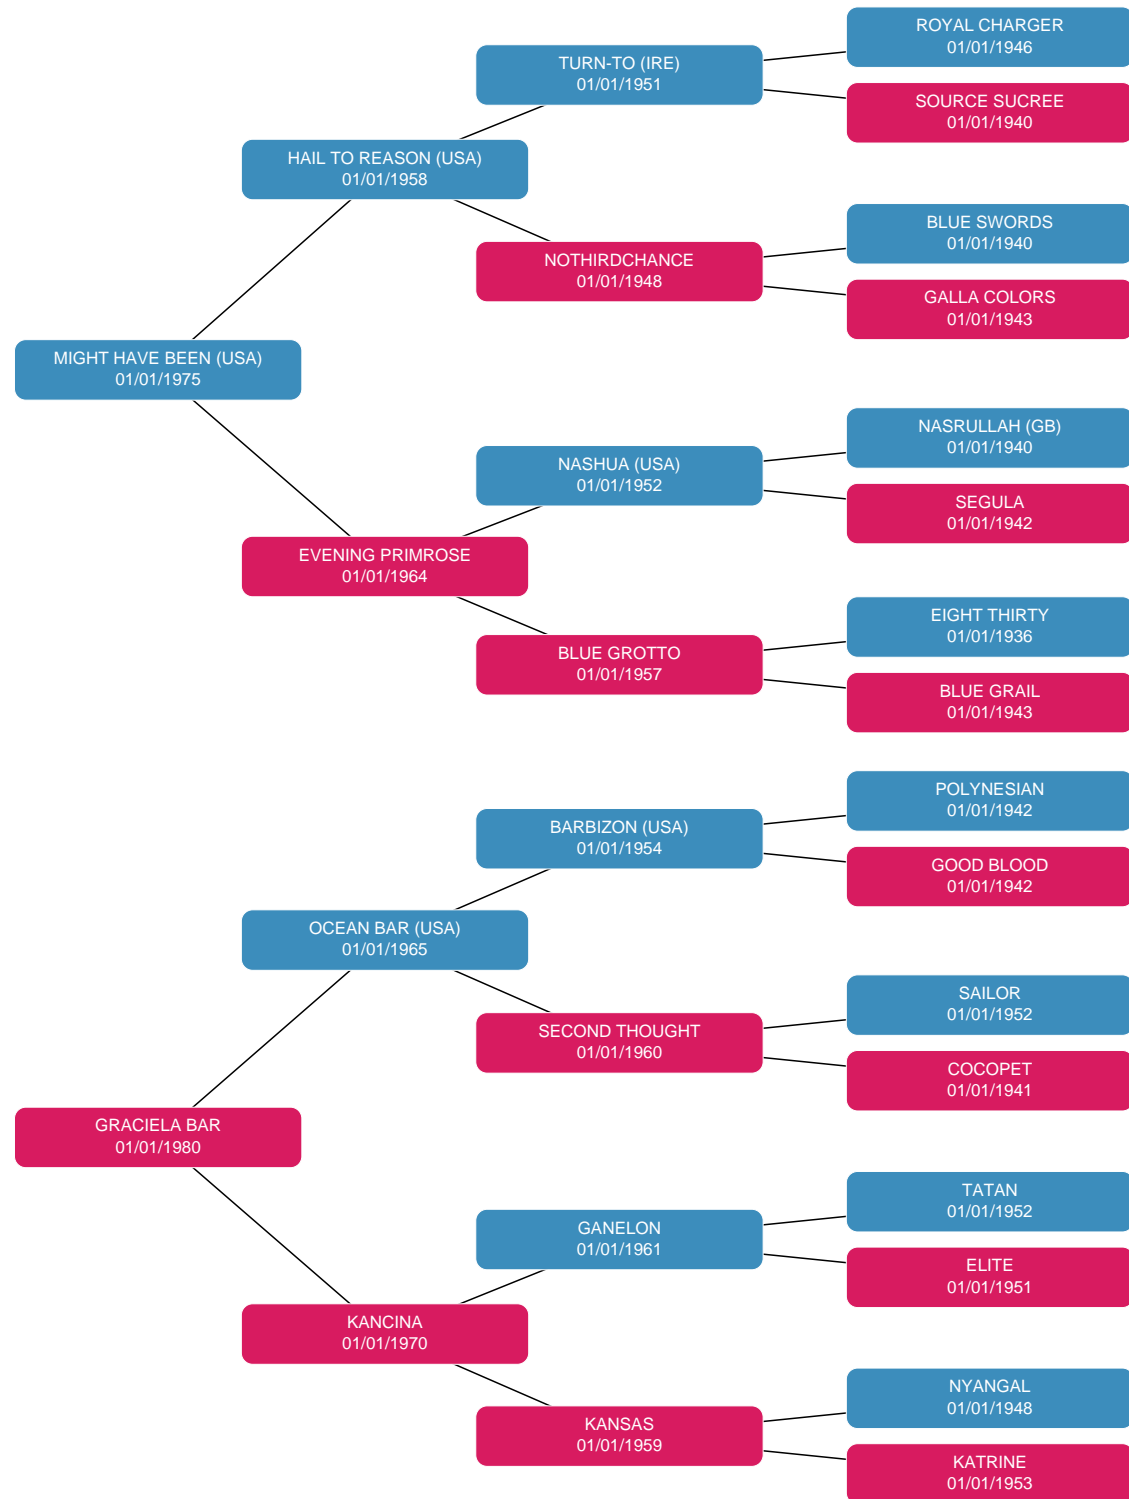 ROYAL CHARGER
01/01/1946
TURN-TO (IRE)
01/01/1951
SOURCE SUCREE
01/01/1940
HAIL TO REASON (USA)
01/01/1958
BLUE SWORDS
01/01/1940
NOTHIRDCHANCE
01/01/1948
GALLA COLORS
01/01/1943
MIGHT HAVE BEEN (USA)
01/01/1975
NASRULLAH (GB)
01/01/1940
NASHUA (USA)
01/01/1952
SEGULA
01/01/1942
EVENING PRIMROSE
01/01/1964
EIGHT THIRTY
01/01/1936
BLUE GROTTO
01/01/1957
BLUE GRAIL
01/01/1943
POLYNESIAN
01/01/1942
BARBIZON (USA)
01/01/1954
GOOD BLOOD
01/01/1942
OCEAN BAR (USA)
01/01/1965
SAILOR
01/01/1952
SECOND THOUGHT
01/01/1960
COCOPET
01/01/1941
GRACIELA BAR
01/01/1980
TATAN
01/01/1952
GANELON
01/01/1961
ELITE
01/01/1951
KANCINA
01/01/1970
NYANGAL
01/01/1948
KANSAS
01/01/1959
KATRINE
01/01/1953